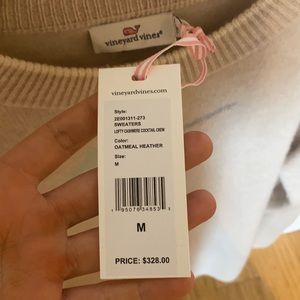 vineyard vines®
vineyardvines.com
Style:
2E001311-273
SWEATERS
LOFTY CASHMERE COCKTAIL CREW
Color:
OATMEAL HEATHER
Size:
M
M
PRICE: $328.00